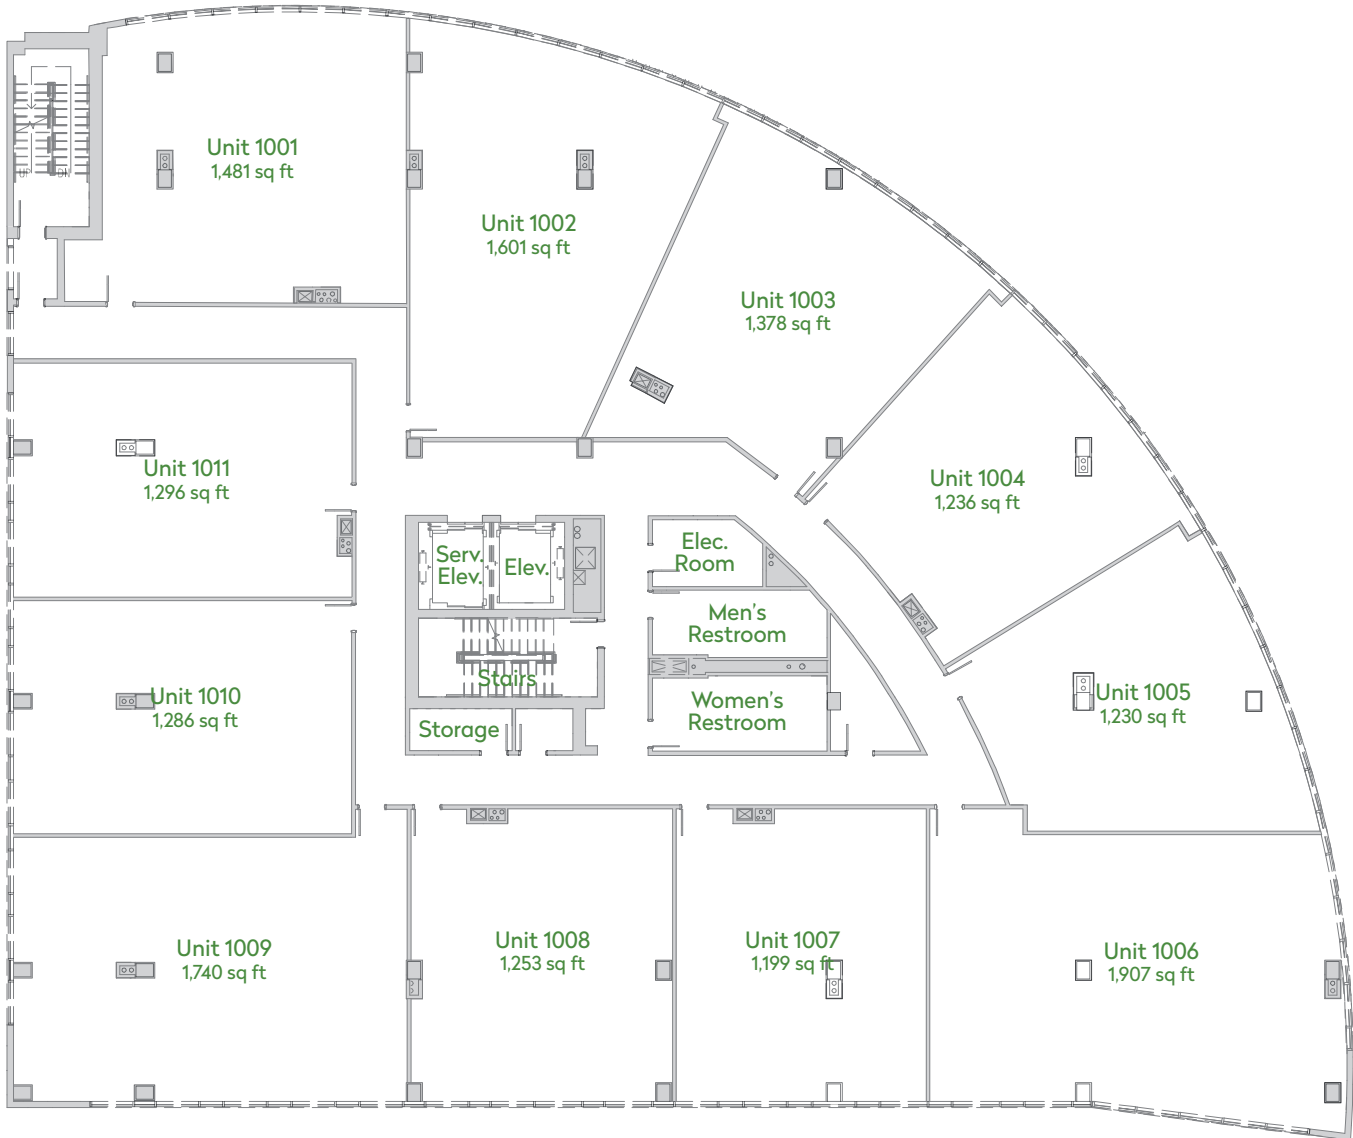 Unit 1001
1,481 sq ft
Unit 1002
1,601 sq ft
Unit 1003
1,378 sq ft
Unit 1011
1,296 sq ft
Unit 1004
1,236 sq ft
Serv.
Elev.
Elev.
Elec.
Room
Men's
Restroom
Stairs
Unit 1010
1,286 sq ft
Storage
Women's
Restroom
Unit 1005
1,230 sq ft
Unit 1009
1,740 sq ft
Unit 1008
1,253 sq ft
Unit 1007
1,199 sq ft
Unit 1006
1,907 sq ft